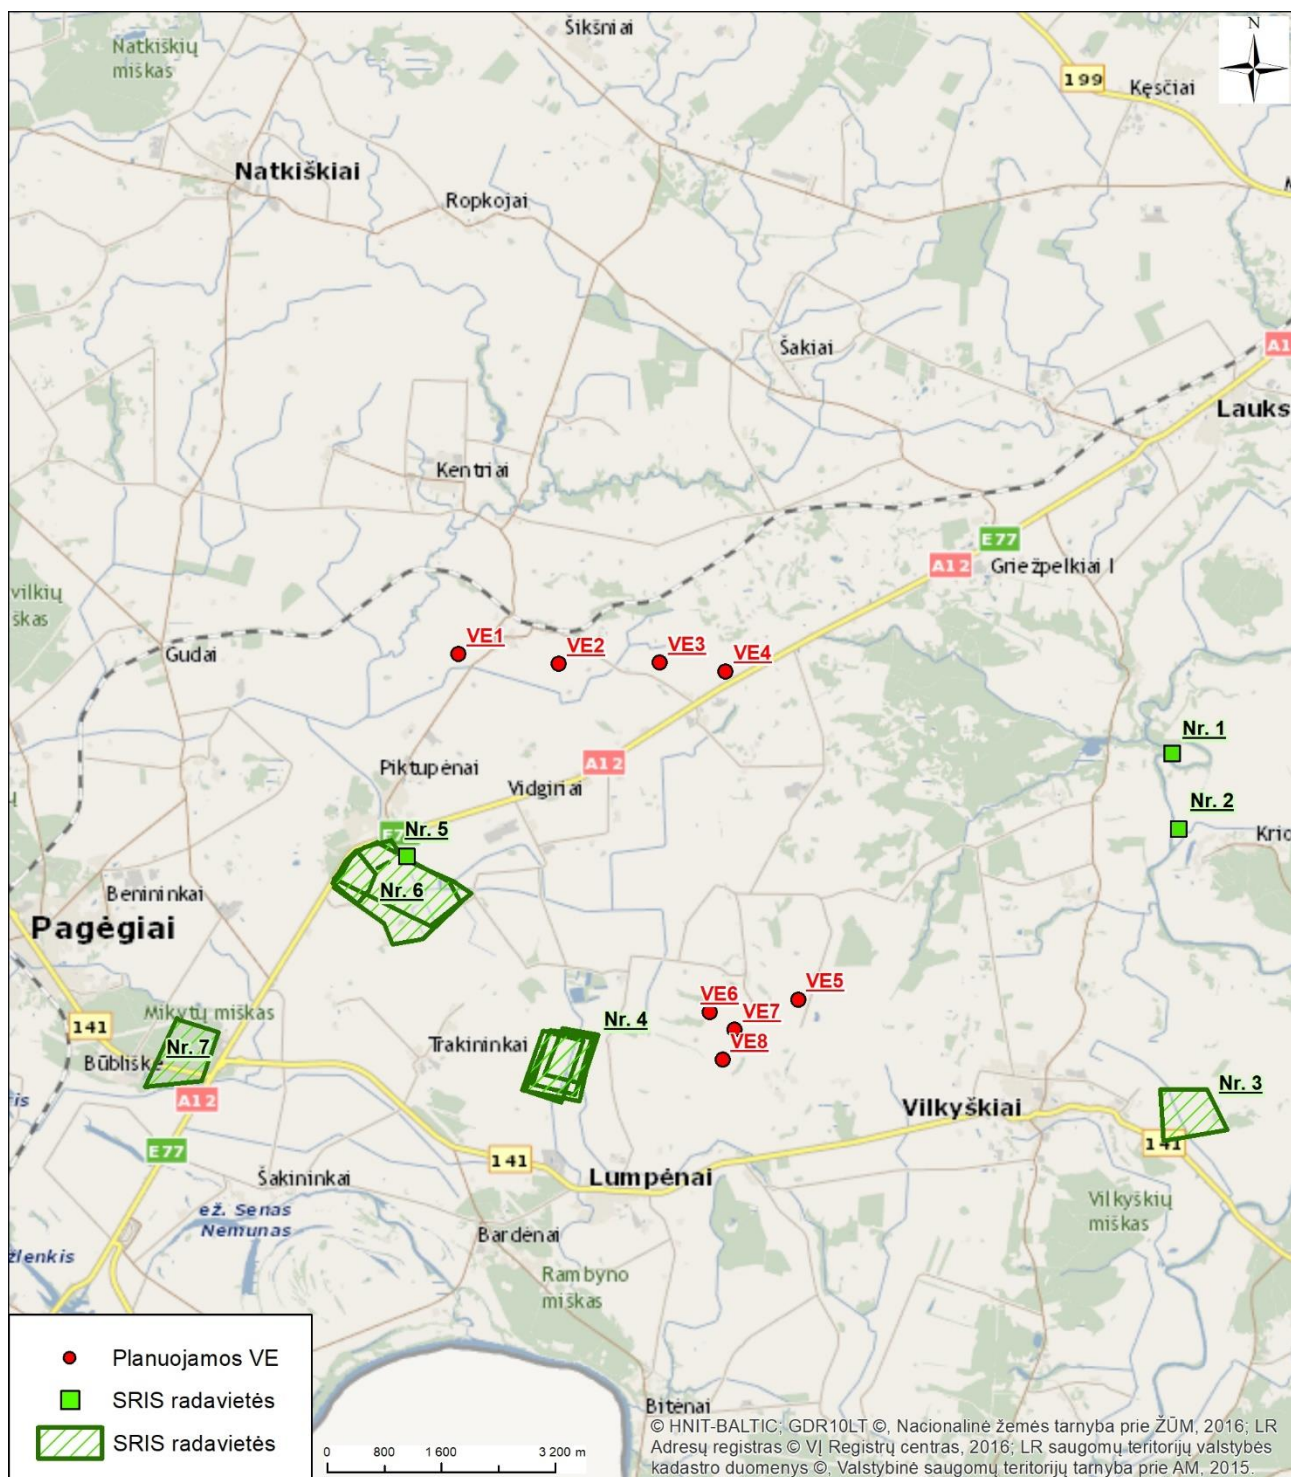 Šikšniai
N
Natkiškių
miškas
199
Kęsčiai
Natkiškiai
Ropkojai
Šakiai
A1
Lauks
Kentriai
E77
A12
Griežpelkiai I
vilkių
škas
VE1
VE2
VE3
VE4
Gudai
Nr. 1
A12
Piktupėnai
Vidgiriai
Nr. 2
E7
Nr. 5
Krio
Nr. 6
Benininkai
Pagėgiai
VE5
VE6
Mikytų miškas
VE7
141
Nr. 4
Trakininkai
Nr. 7
VE8
Būbliškė
A12
Vilkyškiai
Nr. 3
141
E77
141
Šakininkai
Lumpėnai
ež. Senas
Nemunas
Vilkyškių
miškas
Bardėnai
žlenkis
Rambyno
miškas
Planuojamos VE
SRIS radavietės
SRIS radavietės
Bitėnai
0 800 1 600 3 200 m
© HNIT-BALTIC; GDR10LT ©, Nacionalinė žemės tarnyba prie ŽŪM, 2016; LR
Adresų registras © VĮ Registrų centras, 2016; LR saugomų teritorijų valstybės
kadastro duomenys ©, Valstybinė saugomų teritorijų tarnyba prie AM, 2015.